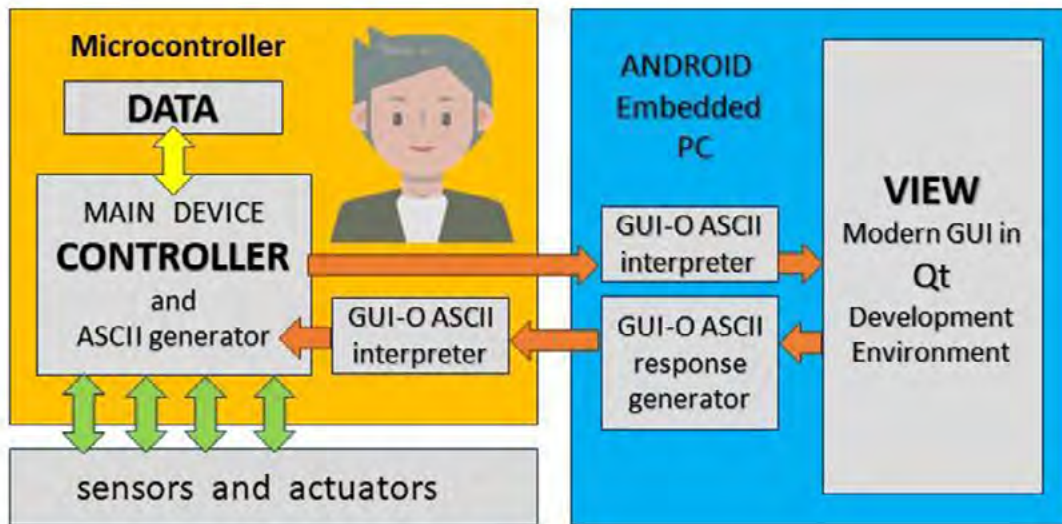 Microcontroller
DATA
MAIN DEVICE
CONTROLLER
and
ASCII generator
GUI-O ASCII
interpreter
sensors and actuators
ANDROID
Embedded
PC
GUI-O ASCII
interpreter
GUI-O ASCII
response
generator
VIEW
Modern GUI in
Qt
Development
Environment